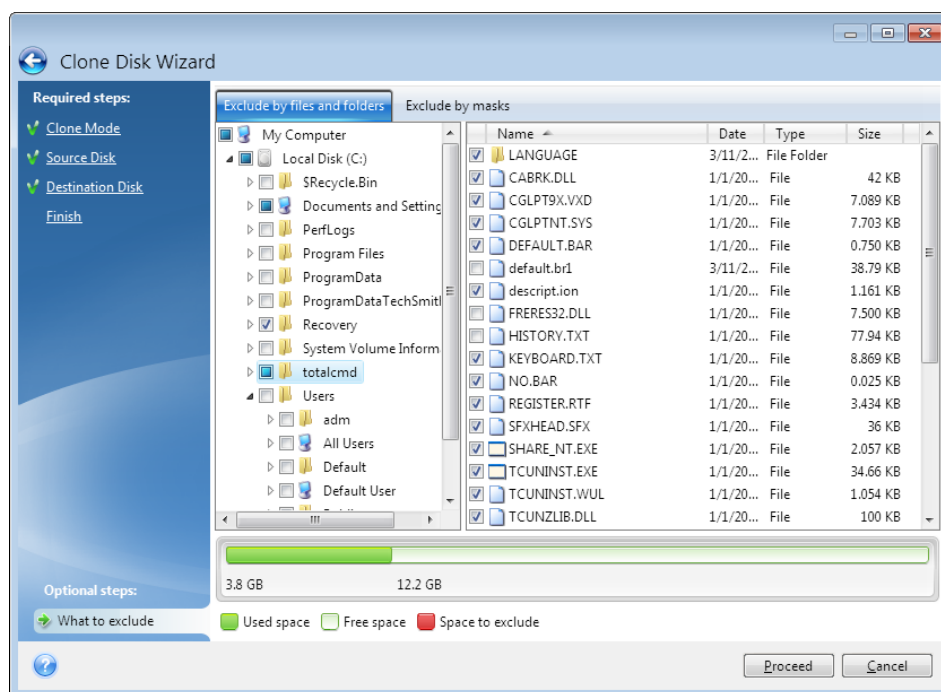 Clone Disk Wizard
Required steps:
Clone Mode
Source Disk
Destination Disk
Finish
Optional steps:
What to exclude
Exclude by files and folders Exclude by masks
My Computer
Local Disk (C:)
$Recycle.Bin
Documents and Setting
PerfLogs
Program Files
ProgramData
ProgramDataTechSmitl
Recovery
System Volume Inform
totalcmd
Users
adm
All Users
Default
Default User
Name Date Type Size
LANGUAGE 3/11/2... File Folder
CABRK.DLL 1/1/20... File 42 KB
CGLPT9X.VXD 1/1/20... File 7.089 KB
CGLPTNT.SYS 1/1/20... File 7.703 KB
DEFAULT.BAR 1/1/20... File 0.750 KB
default.br1 3/11/2... File 38.79 KB
descript.ion 1/1/20... File 1.161 KB
FRERES32.DLL 1/1/20... File 7.500 KB
HISTORY.TXT 1/1/20... File 77.94 KB
KEYBOARD.TXT 1/1/20... File 8.869 KB
NO.BAR 1/1/20... File 0.025 KB
REGISTER.RTF 1/1/20... File 3.434 KB
SFXHEAD.SFX 1/1/20... File 36 KB
SHARE_NT.EXE 1/1/20... File 2.057 KB
TCUNINST.EXE 1/1/20... File 34.66 KB
TCUNINST.WUL 1/1/20... File 1.054 KB
TCUNZLIB.DLL 1/1/20... File 100 KB
3.8 GB 12.2 GB
Used space Free space Space to exclude
Proceed Cancel